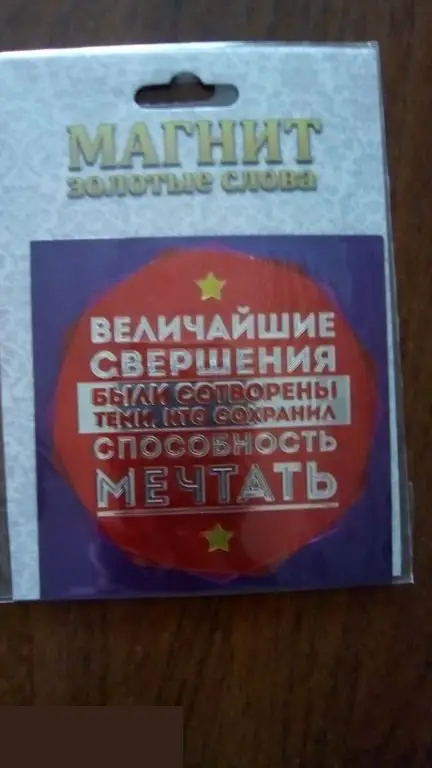 МАГНИТ
ЗОЛОТЫЕ СЛОВА
ВЕЛИЧАЙШИЕ
СВЕРШЕНИЯ
БЫЛИ СОТВОРЕНЫ
ТЕМИ, КТО СОХРАНИЛ
СПОСОБНОСТЬ
МЕЧТАТЬ